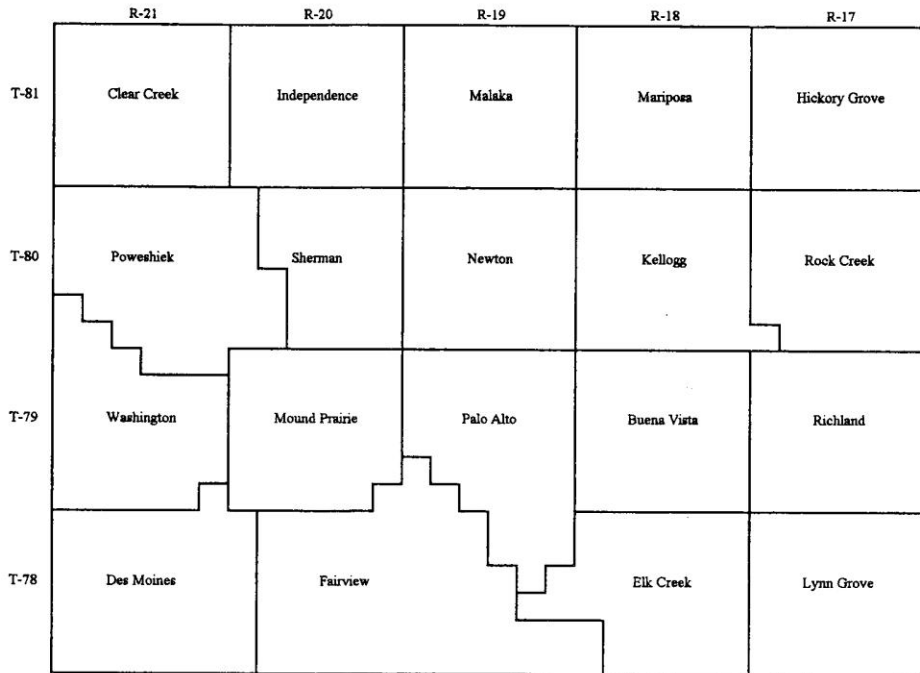 R-21 R-20 R-19 R-18 R-17
T-81 Clear Creek Independence Malaka Mariposa Hickory Grove
T-80 Poweshiek Sherman Newton Kellogg Rock Creek
T-79 Washington Mound Prairie Palo Alto Buena Vista Richland
T-78 Des Moines Fairview Elk Creek Lynn Grove